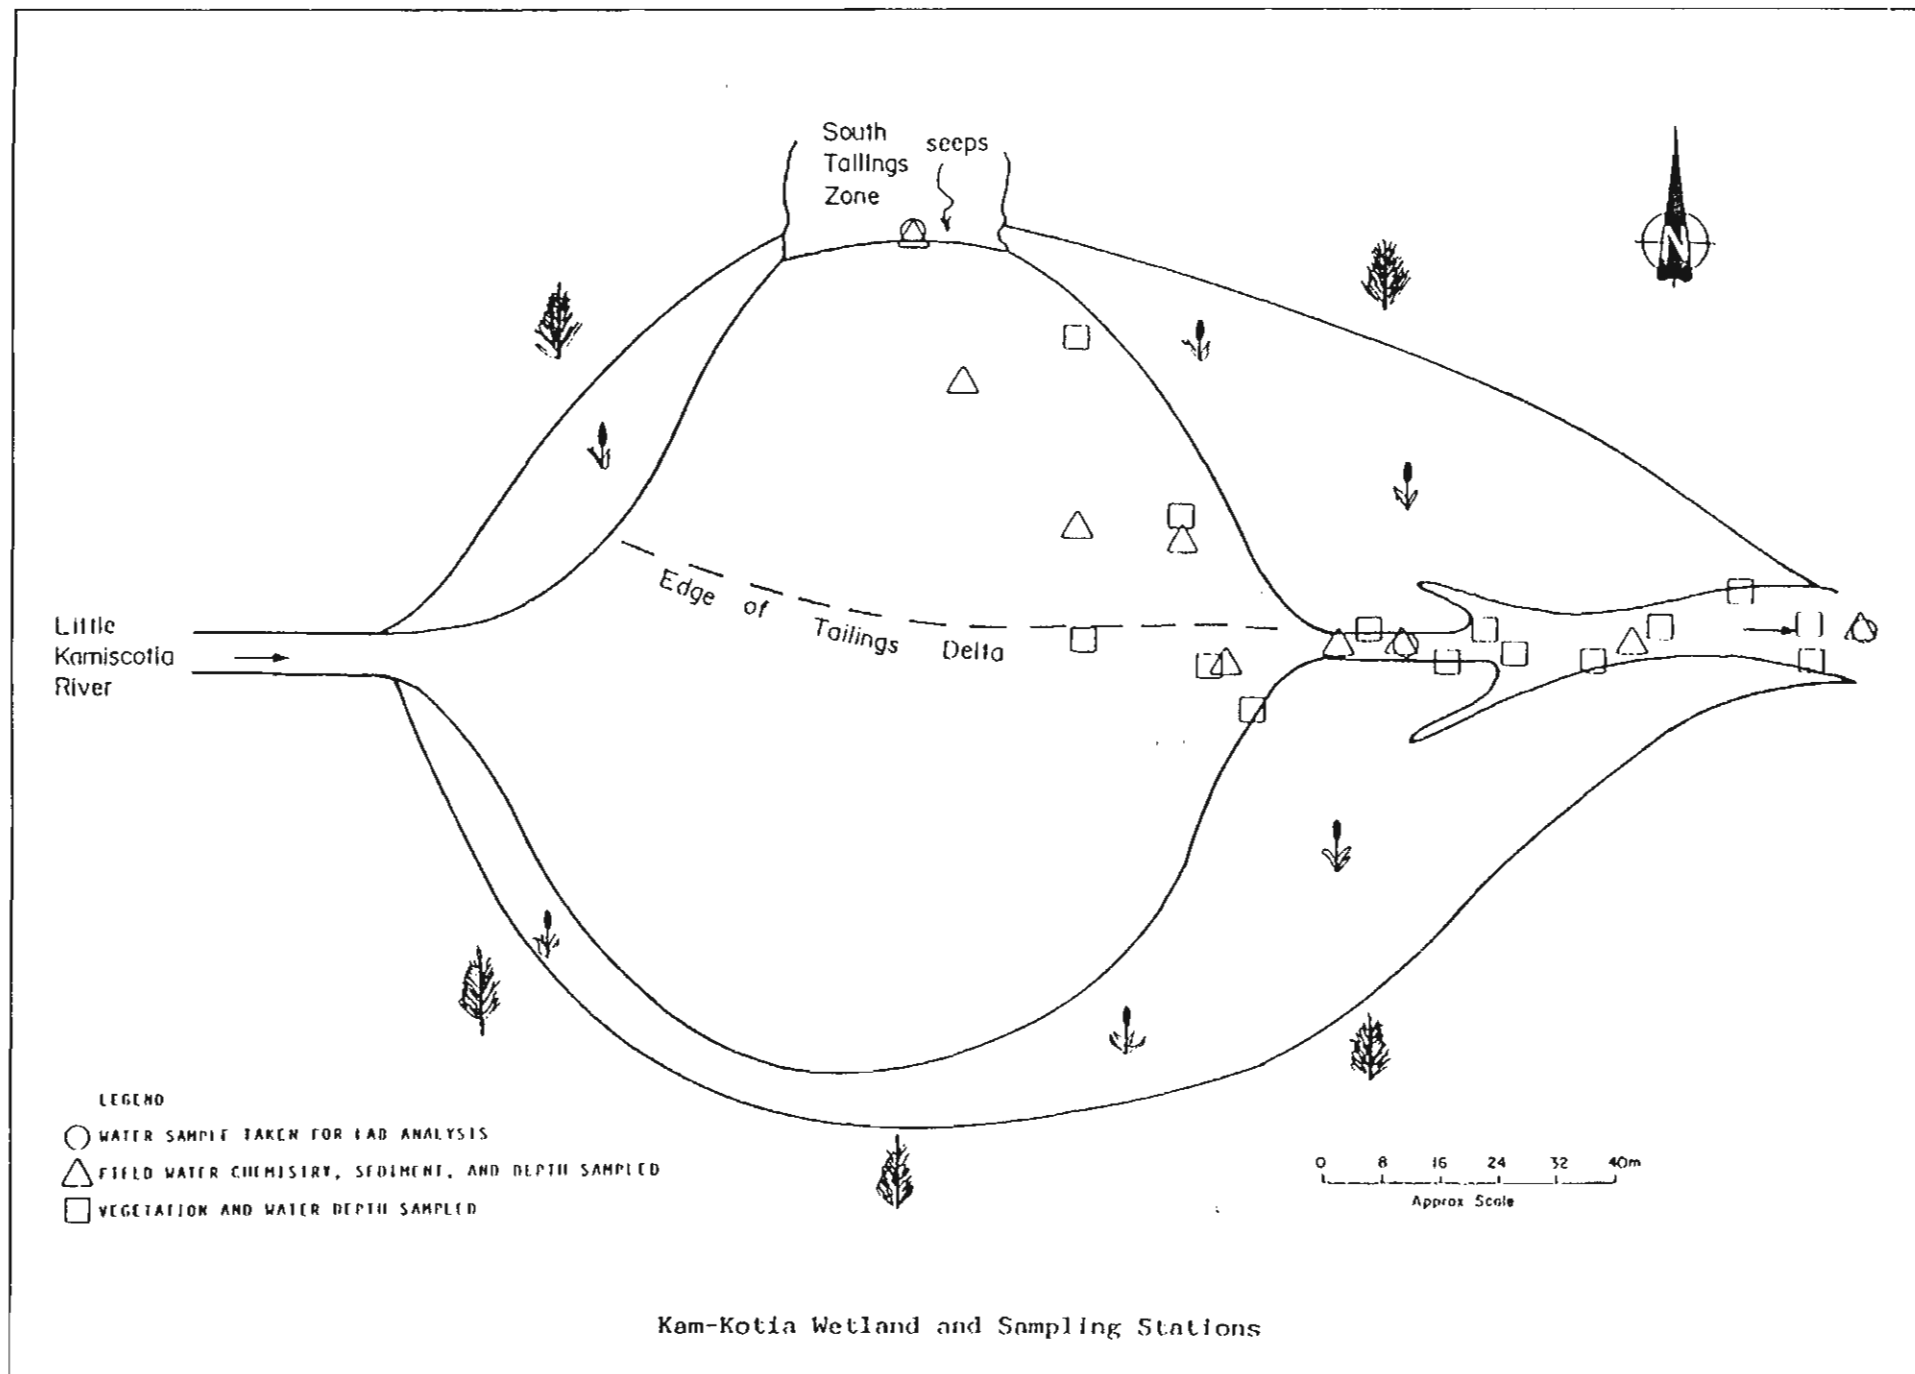 South
Tailings
Zone
seeps
N
Edge of Tailings Delta
Little
Kamiscotia
River
LEGEND
WATER SAMPLE TAKEN FOR LAB ANALYSIS
FIELD WATER CHEMISTRY, SEDIMENT, AND DEPTH SAMPLED
VEGETATION AND WATER DEPTH SAMPLED
0 8 16 24 32 40m
Approx Scale
Kam-Kotia Wetland and Sampling Stations